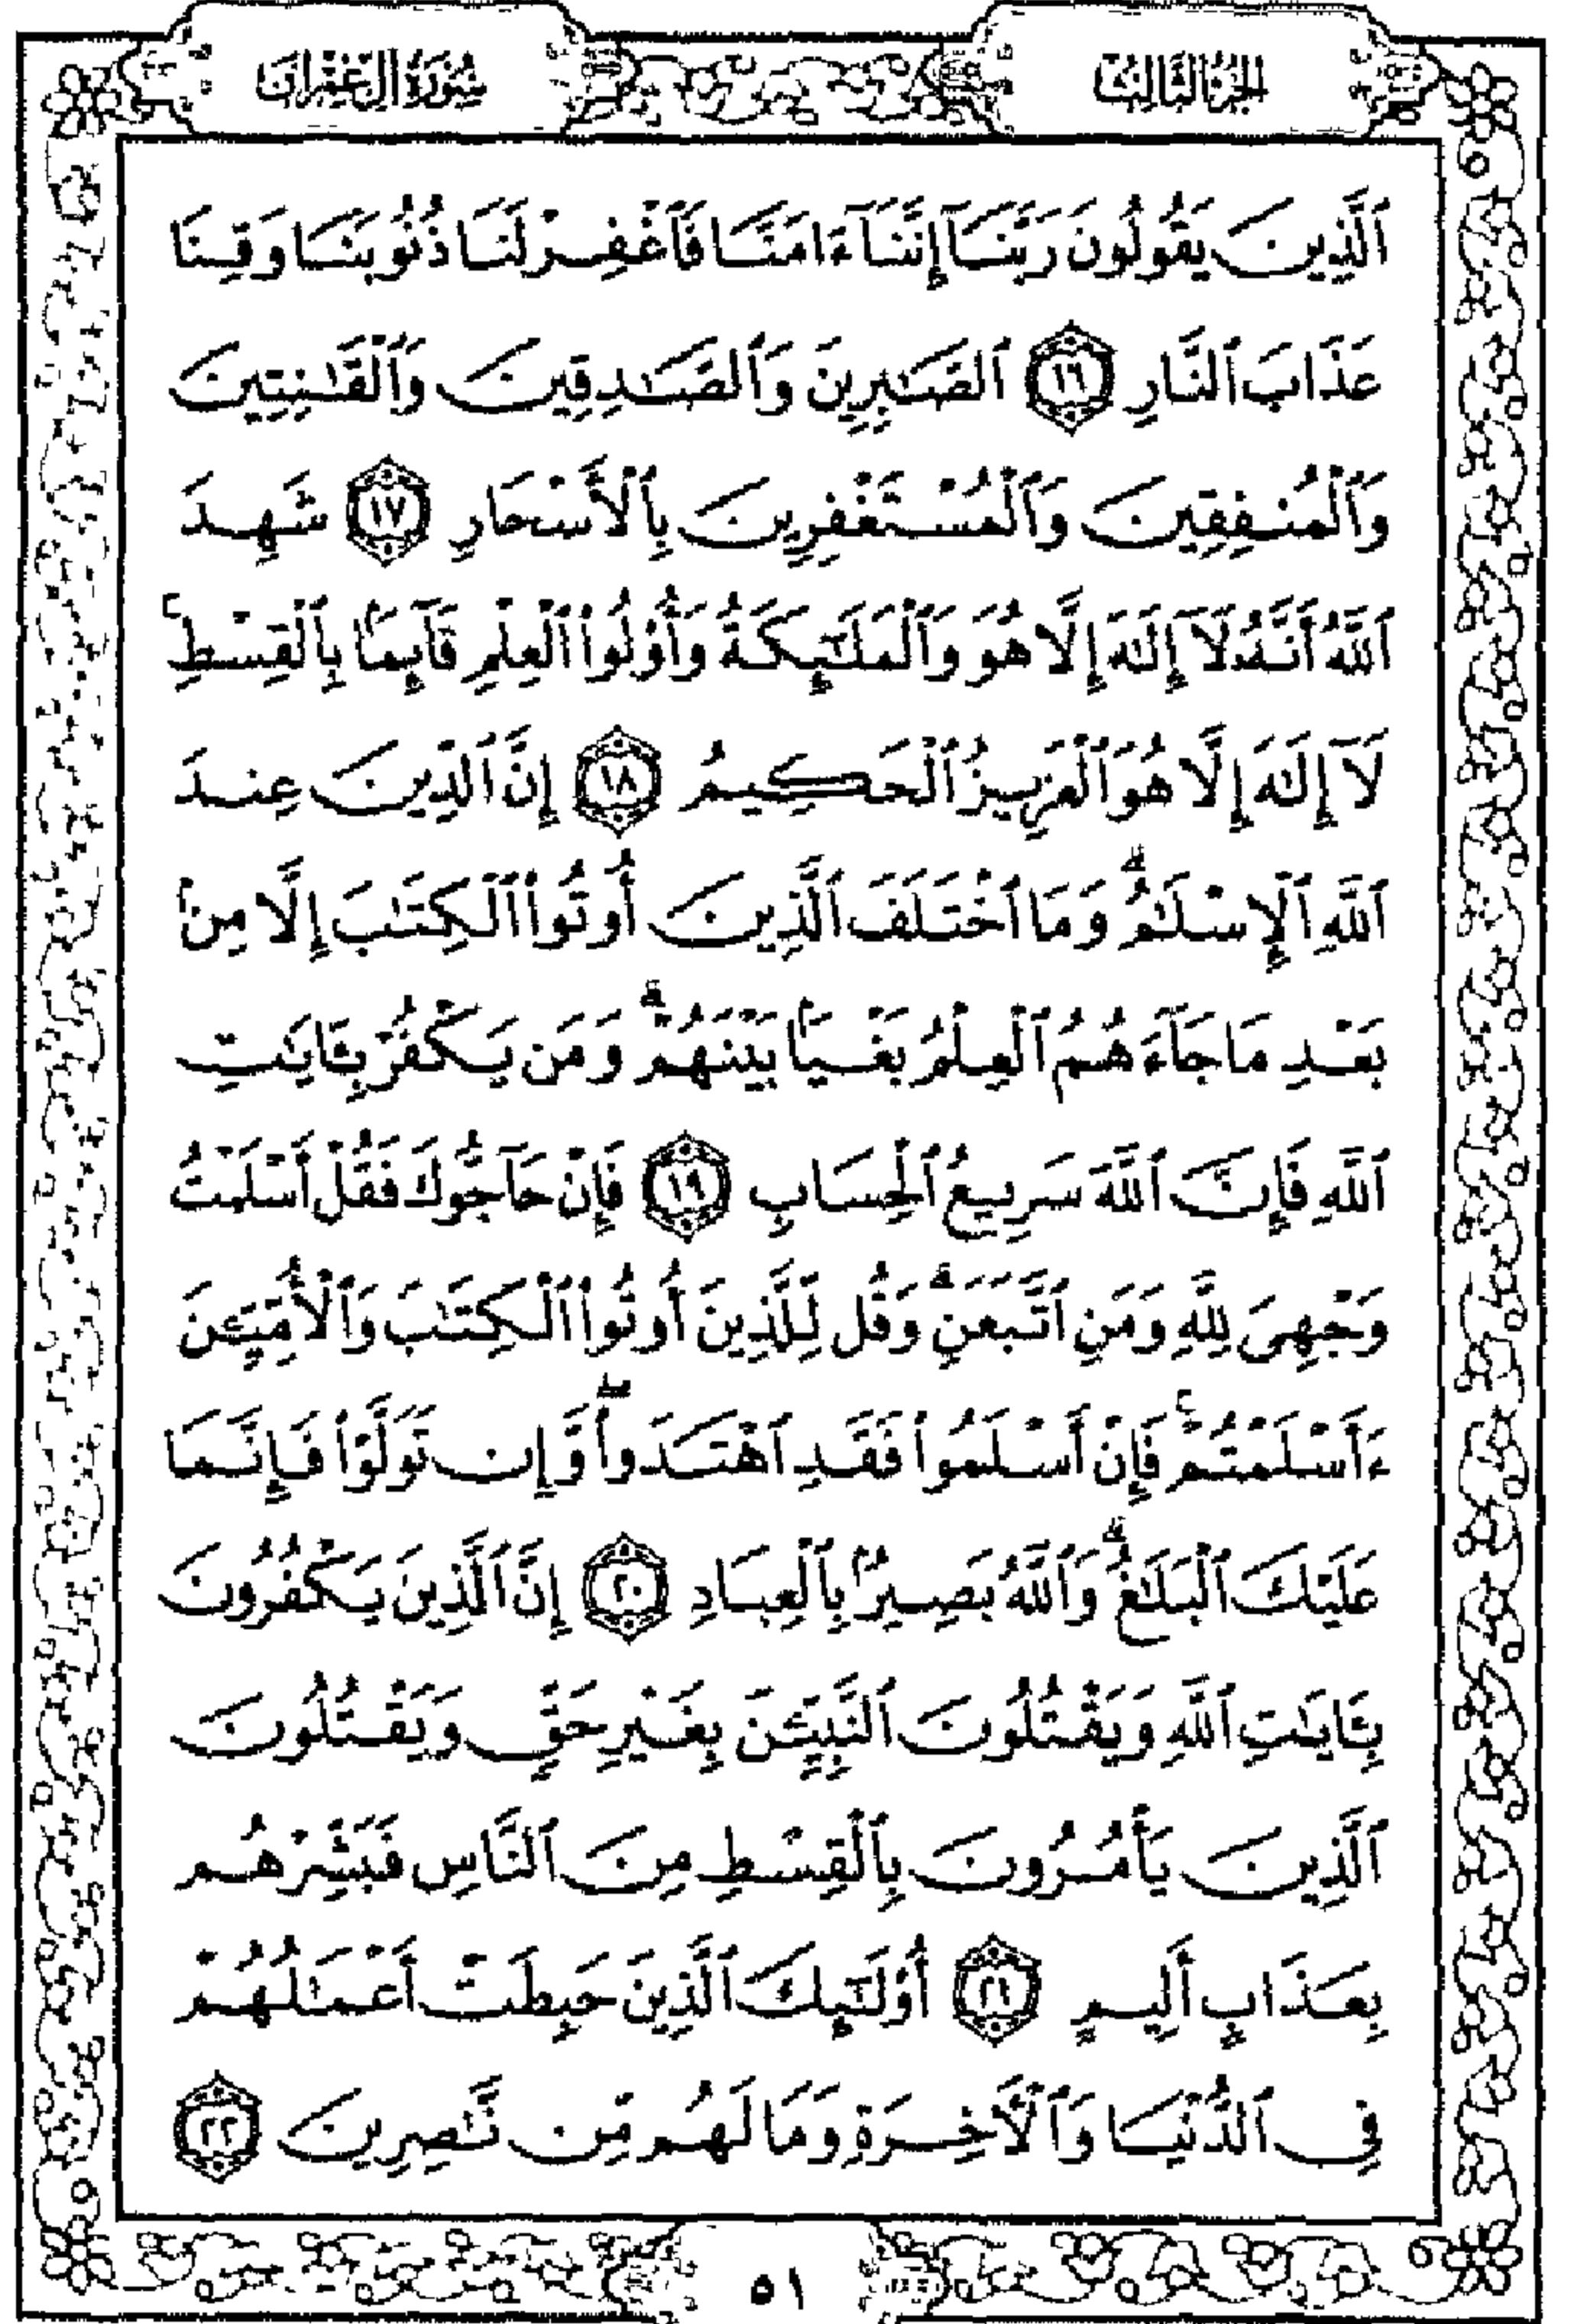 الجزء الثالث
سورة آل عمران
ٱلَّذِينَ يَقُولُونَ رَبَّنَآ إِنَّنَآ ءَامَنَّا فَٱغْفِرْ لَنَا ذُنُوبَنَا وَقِنَا
عَذَابَ ٱلنَّارِ ١٦ ٱلصَّٰبِرِينَ وَٱلصَّٰدِقِينَ وَٱلْقَٰنِتِينَ
وَٱلْمُنفِقِينَ وَٱلْمُسْتَغْفِرِينَ بِٱلْأَسْحَارِ ١٧ شَهِدَ
ٱللَّهُ أَنَّهُۥ لَآ إِلَٰهَ إِلَّا هُوَ وَٱلْمَلَٰٓئِكَةُ وَأُو۟لُوا۟ ٱلْعِلْمِ قَآئِمًۢا بِٱلْقِسْطِ ۚ
لَآ إِلَٰهَ إِلَّا هُوَ ٱلْعَزِيزُ ٱلْحَكِيمُ ١٨ إِنَّ ٱلدِّينَ عِندَ
ٱللَّهِ ٱلْإِسْلَٰمُ ۗ وَمَا ٱخْتَلَفَ ٱلَّذِينَ أُوتُوا۟ ٱلْكِتَٰبَ إِلَّا مِنۢ
بَعْدِ مَا جَآءَهُمُ ٱلْعِلْمُ بَغْيًۢا بَيْنَهُمْ ۗ وَمَن يَكْفُرْ بِـَٔايَٰتِ
ٱللَّهِ فَإِنَّ ٱللَّهَ سَرِيعُ ٱلْحِسَابِ ١٩ فَإِنْ حَآجُّوكَ فَقُلْ أَسْلَمْتُ
وَجْهِىَ لِلَّهِ وَمَنِ ٱتَّبَعَنِ ۗ وَقُل لِّلَّذِينَ أُوتُوا۟ ٱلْكِتَٰبَ وَٱلْأُمِّيِّـۧنَ
ءَأَسْلَمْتُمْ ۚ فَإِنْ أَسْلَمُوا۟ فَقَدِ ٱهْتَدَوا۟ ۖ وَّإِن تَوَلَّوْا۟ فَإِنَّمَا
عَلَيْكَ ٱلْبَلَٰغُ ۗ وَٱللَّهُ بَصِيرٌۢ بِٱلْعِبَادِ ٢٠ إِنَّ ٱلَّذِينَ يَكْفُرُونَ
بِـَٔايَٰتِ ٱللَّهِ وَيَقْتُلُونَ ٱلنَّبِيِّـۧنَ بِغَيْرِ حَقٍّ وَيَقْتُلُونَ
ٱلَّذِينَ يَأْمُرُونَ بِٱلْقِسْطِ مِنَ ٱلنَّاسِ فَبَشِّرْهُم
بِعَذَابٍ أَلِيمٍ ٢١ أُو۟لَٰٓئِكَ ٱلَّذِينَ حَبِطَتْ أَعْمَٰلُهُمْ
فِى ٱلدُّنْيَا وَٱلْـَٔاخِرَةِ وَمَا لَهُم مِّن نَّٰصِرِينَ ٢٢
٥١